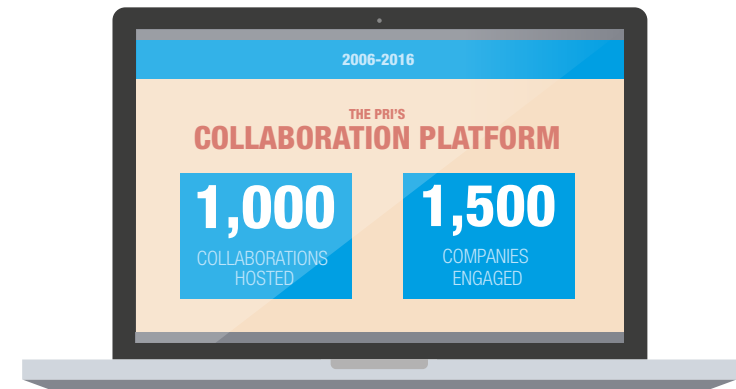 2006-2016
THE PRI'S
COLLABORATION PLATFORM
1,000
COLLABORATIONS
HOSTED
1,500
COMPANIES
ENGAGED